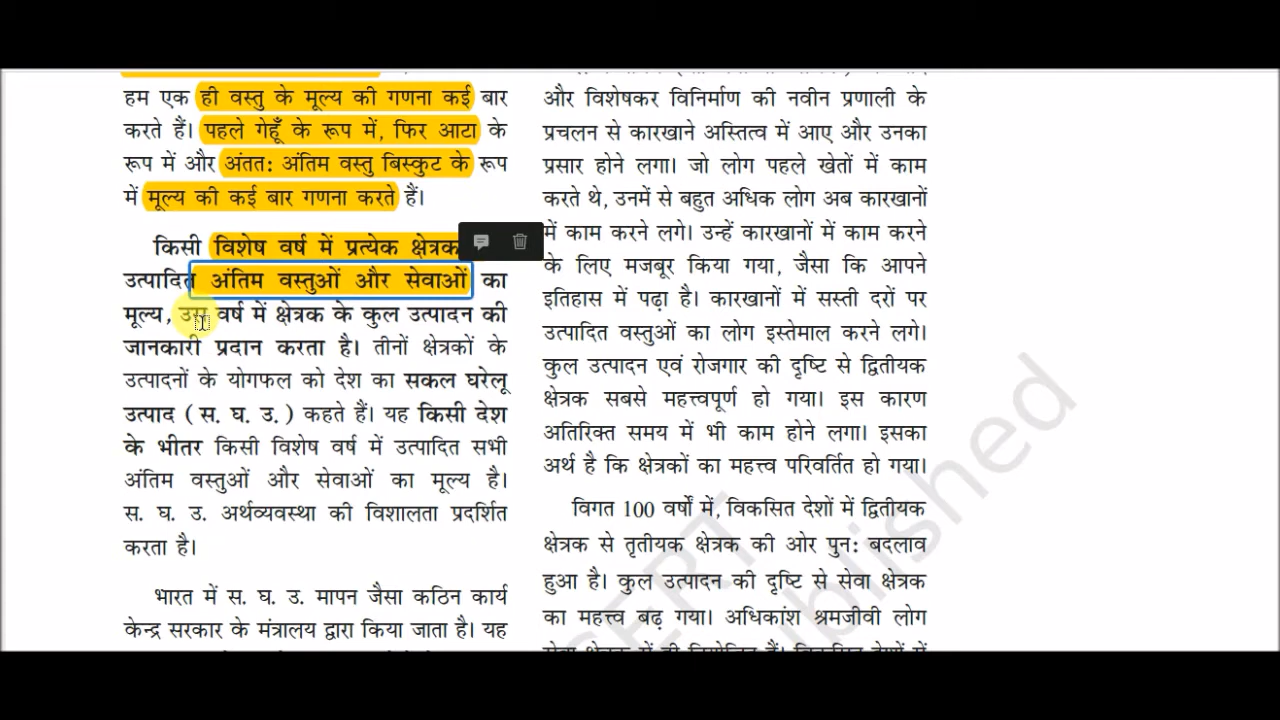 हम एक ही वस्तु के मूल्य की गणना कई बार
करते हैं। पहले गेहूँ के रूप में, फिर आटा के
रूप में और अंतत: अंतिम वस्तु बिस्कुट के रूप
में मूल्य की कई बार गणना करते हैं।
किसी विशेष वर्ष में प्रत्येक क्षेत्रक
उत्पादित अंतिम वस्तुओं और सेवाओं का
मूल्य, उस वर्ष में क्षेत्रक के कुल उत्पादन की
जानकारी प्रदान करता है। तीनों क्षेत्रकों के
उत्पादनों के योगफल को देश का सकल घरेलू
उत्पाद (स. घ. उ.) कहते हैं। यह किसी देश
के भीतर किसी विशेष वर्ष में उत्पादित सभी
अंतिम वस्तुओं और सेवाओं का मूल्य है।
स. घ. उ. अर्थव्यवस्था की विशालता प्रदर्शित
करता है।
भारत में स. घ. उ. मापन जैसा कठिन कार्य
केन्द्र सरकार के मंत्रालय द्वारा किया जाता है। यह
और विशेषकर विनिर्माण की नवीन प्रणाली के
प्रचलन से कारखाने अस्तित्व में आए और उनका
प्रसार होने लगा। जो लोग पहले खेतों में काम
करते थे, उनमें से बहुत अधिक लोग अब कारखानों
में काम करने लगे। उन्हें कारखानों में काम करने
के लिए मजबूर किया गया, जैसा कि आपने
इतिहास में पढ़ा है। कारखानों में सस्ती दरों पर
उत्पादित वस्तुओं का लोग इस्तेमाल करने लगे।
कुल उत्पादन एवं रोजगार की दृष्टि से द्वितीयक
क्षेत्रक सबसे महत्त्वपूर्ण हो गया। इस कारण
अतिरिक्त समय में भी काम होने लगा। इसका
अर्थ है कि क्षेत्रकों का महत्त्व परिवर्तित हो गया।
विगत 100 वर्षों में, विकसित देशों में द्वितीयक
क्षेत्रक से तृतीयक क्षेत्रक की ओर पुन: बदलाव
हुआ है। कुल उत्पादन की दृष्टि से सेवा क्षेत्रक
का महत्त्व बढ़ गया। अधिकांश श्रमजीवी लोग